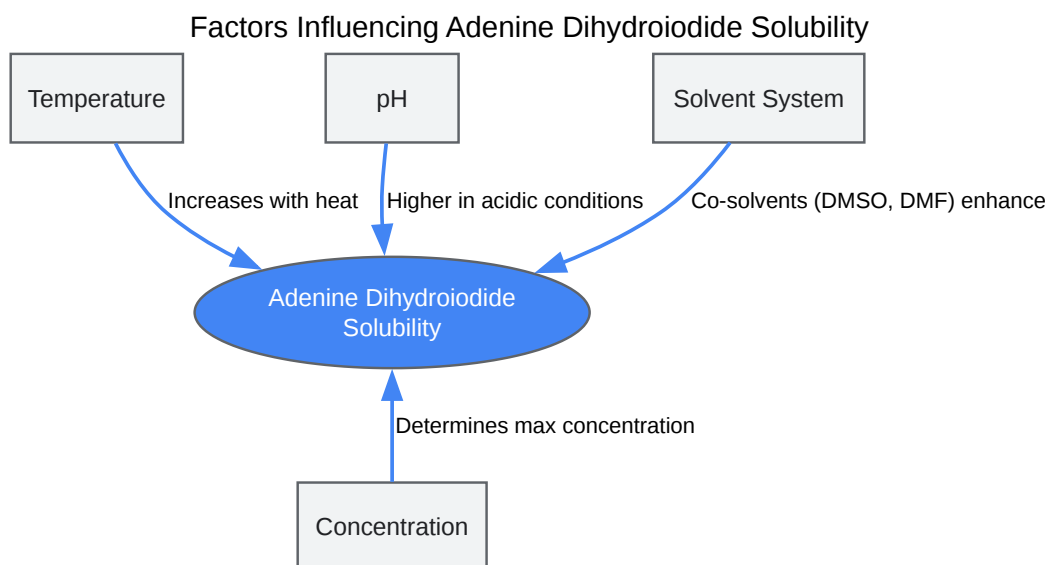 Factors Influencing Adenine Dihydroiodide Solubility
Temperature
pH
Solvent System
Increases with heat
Higher in acidic conditions
Co-solvents (DMSO, DMF) enhance
Adenine Dihydroiodide
Solubility
Determines max concentration
Concentration